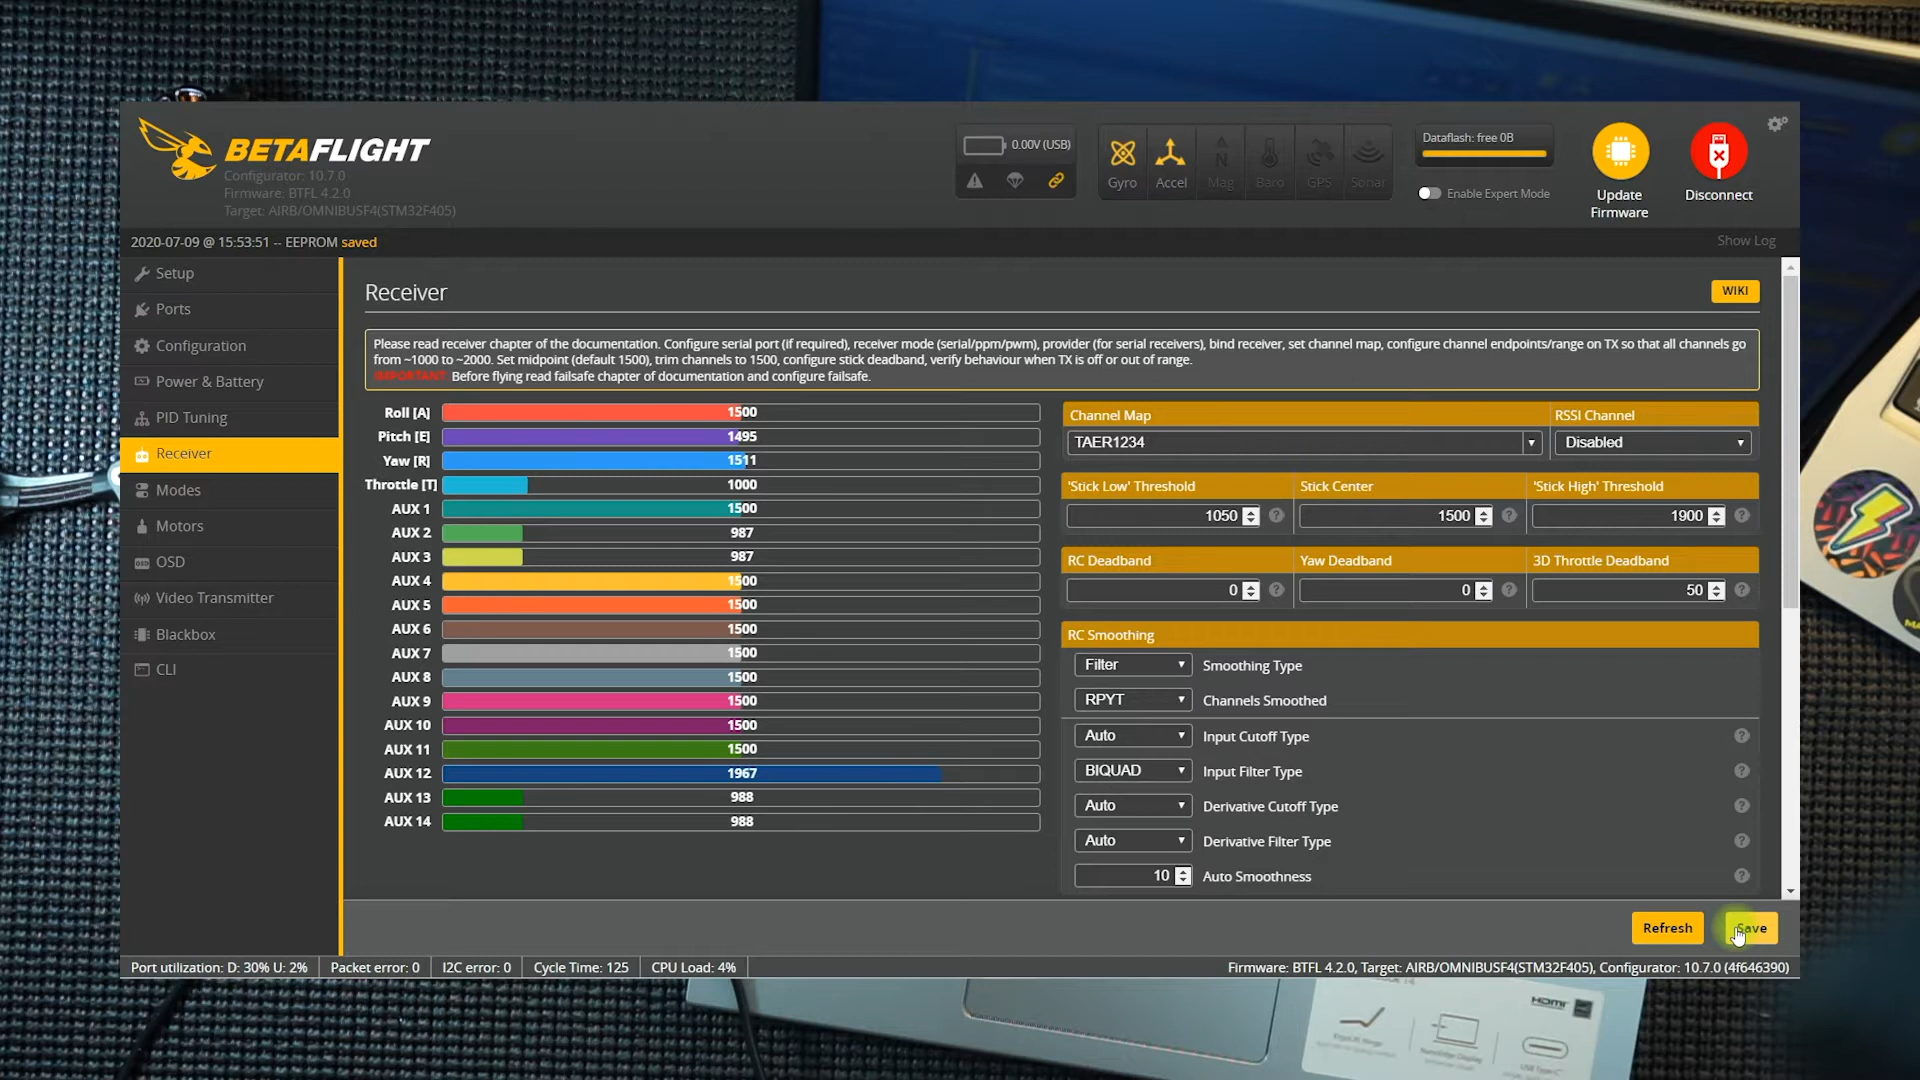 BETAFLIGHT
Configurator: 10.7.0
Firmware: BTFL 4.2.0
Target: AIRB/OMNIBUSF4(STM32F405)
0.00V (USB)
Gyro
Accel
Mag
Baro
GPS
Sonar
Dataflash: free 0B
Enable Expert Mode
Update
Firmware
Disconnect
2020-07-09 @ 15:53:51 -- EEPROM saved
Show Log
Setup
Ports
Configuration
Power & Battery
PID Tuning
Receiver
Modes
Motors
OSD
Video Transmitter
Blackbox
CLI
Receiver
WIKI
Please read receiver chapter of the documentation. Configure serial port (if required), receiver mode (serial/ppm/pwm), provider (for serial receivers), bind receiver, set channel map, configure channel endpoints/range on TX so that all channels go
from ~1000 to ~2000. Set midpoint (default 1500), trim channels to 1500, configure stick deadband, verify behaviour when TX is off or out of range.
IMPORTANT: Before flying read failsafe chapter of documentation and configure failsafe.
Roll [A] 1500
Pitch [E] 1495
Yaw [R] 1511
Throttle [T] 1000
AUX 1 1500
AUX 2 987
AUX 3 987
AUX 4 1500
AUX 5 1500
AUX 6 1500
AUX 7 1500
AUX 8 1500
AUX 9 1500
AUX 10 1500
AUX 11 1500
AUX 12 1967
AUX 13 988
AUX 14 988
Channel Map
RSSI Channel
TAER1234
Disabled
'Stick Low' Threshold
Stick Center
'Stick High' Threshold
1050
1500
1900
RC Deadband
Yaw Deadband
3D Throttle Deadband
0
0
50
RC Smoothing
Filter Smoothing Type
RPYT Channels Smoothed
Auto Input Cutoff Type
BIQUAD Input Filter Type
Auto Derivative Cutoff Type
Auto Derivative Filter Type
10 Auto Smoothness
Refresh
Save
Port utilization: D: 30% U: 2%
Packet error: 0
I2C error: 0
Cycle Time: 125
CPU Load: 4%
Firmware: BTFL 4.2.0, Target: AIRB/OMNIBUSF4(STM32F405), Configurator: 10.7.0 (4f646390)
HDMI